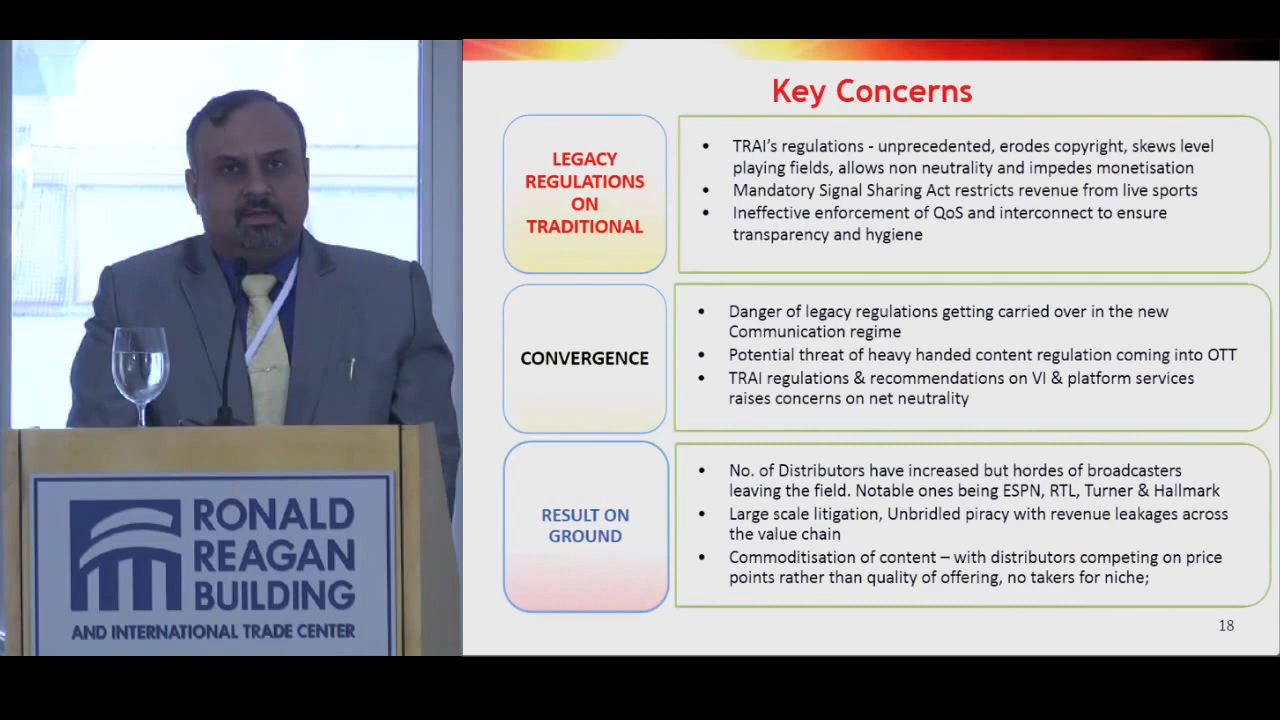 RONALD
REAGAN
BUILDING
AND INTERNATIONAL TRADE CENTER
Key Concerns
LEGACY
REGULATIONS
ON
TRADITIONAL
• TRAI's regulations - unprecedented, erodes copyright, skews level
playing fields, allows non neutrality and impedes monetisation
• Mandatory Signal Sharing Act restricts revenue from live sports
• Ineffective enforcement of QoS and interconnect to ensure
transparency and hygiene
CONVERGENCE
• Danger of legacy regulations getting carried over in the new
Communication regime
• Potential threat of heavy handed content regulation coming into OTT
• TRAI regulations & recommendations on VI & platform services
raises concerns on net neutrality
RESULT ON
GROUND
• No. of Distributors have increased but hordes of broadcasters
leaving the field. Notable ones being ESPN, RTL, Turner & Hallmark
• Large scale litigation, Unbridled piracy with revenue leakages across
the value chain
• Commoditisation of content – with distributors competing on price
points rather than quality of offering, no takers for niche;
18